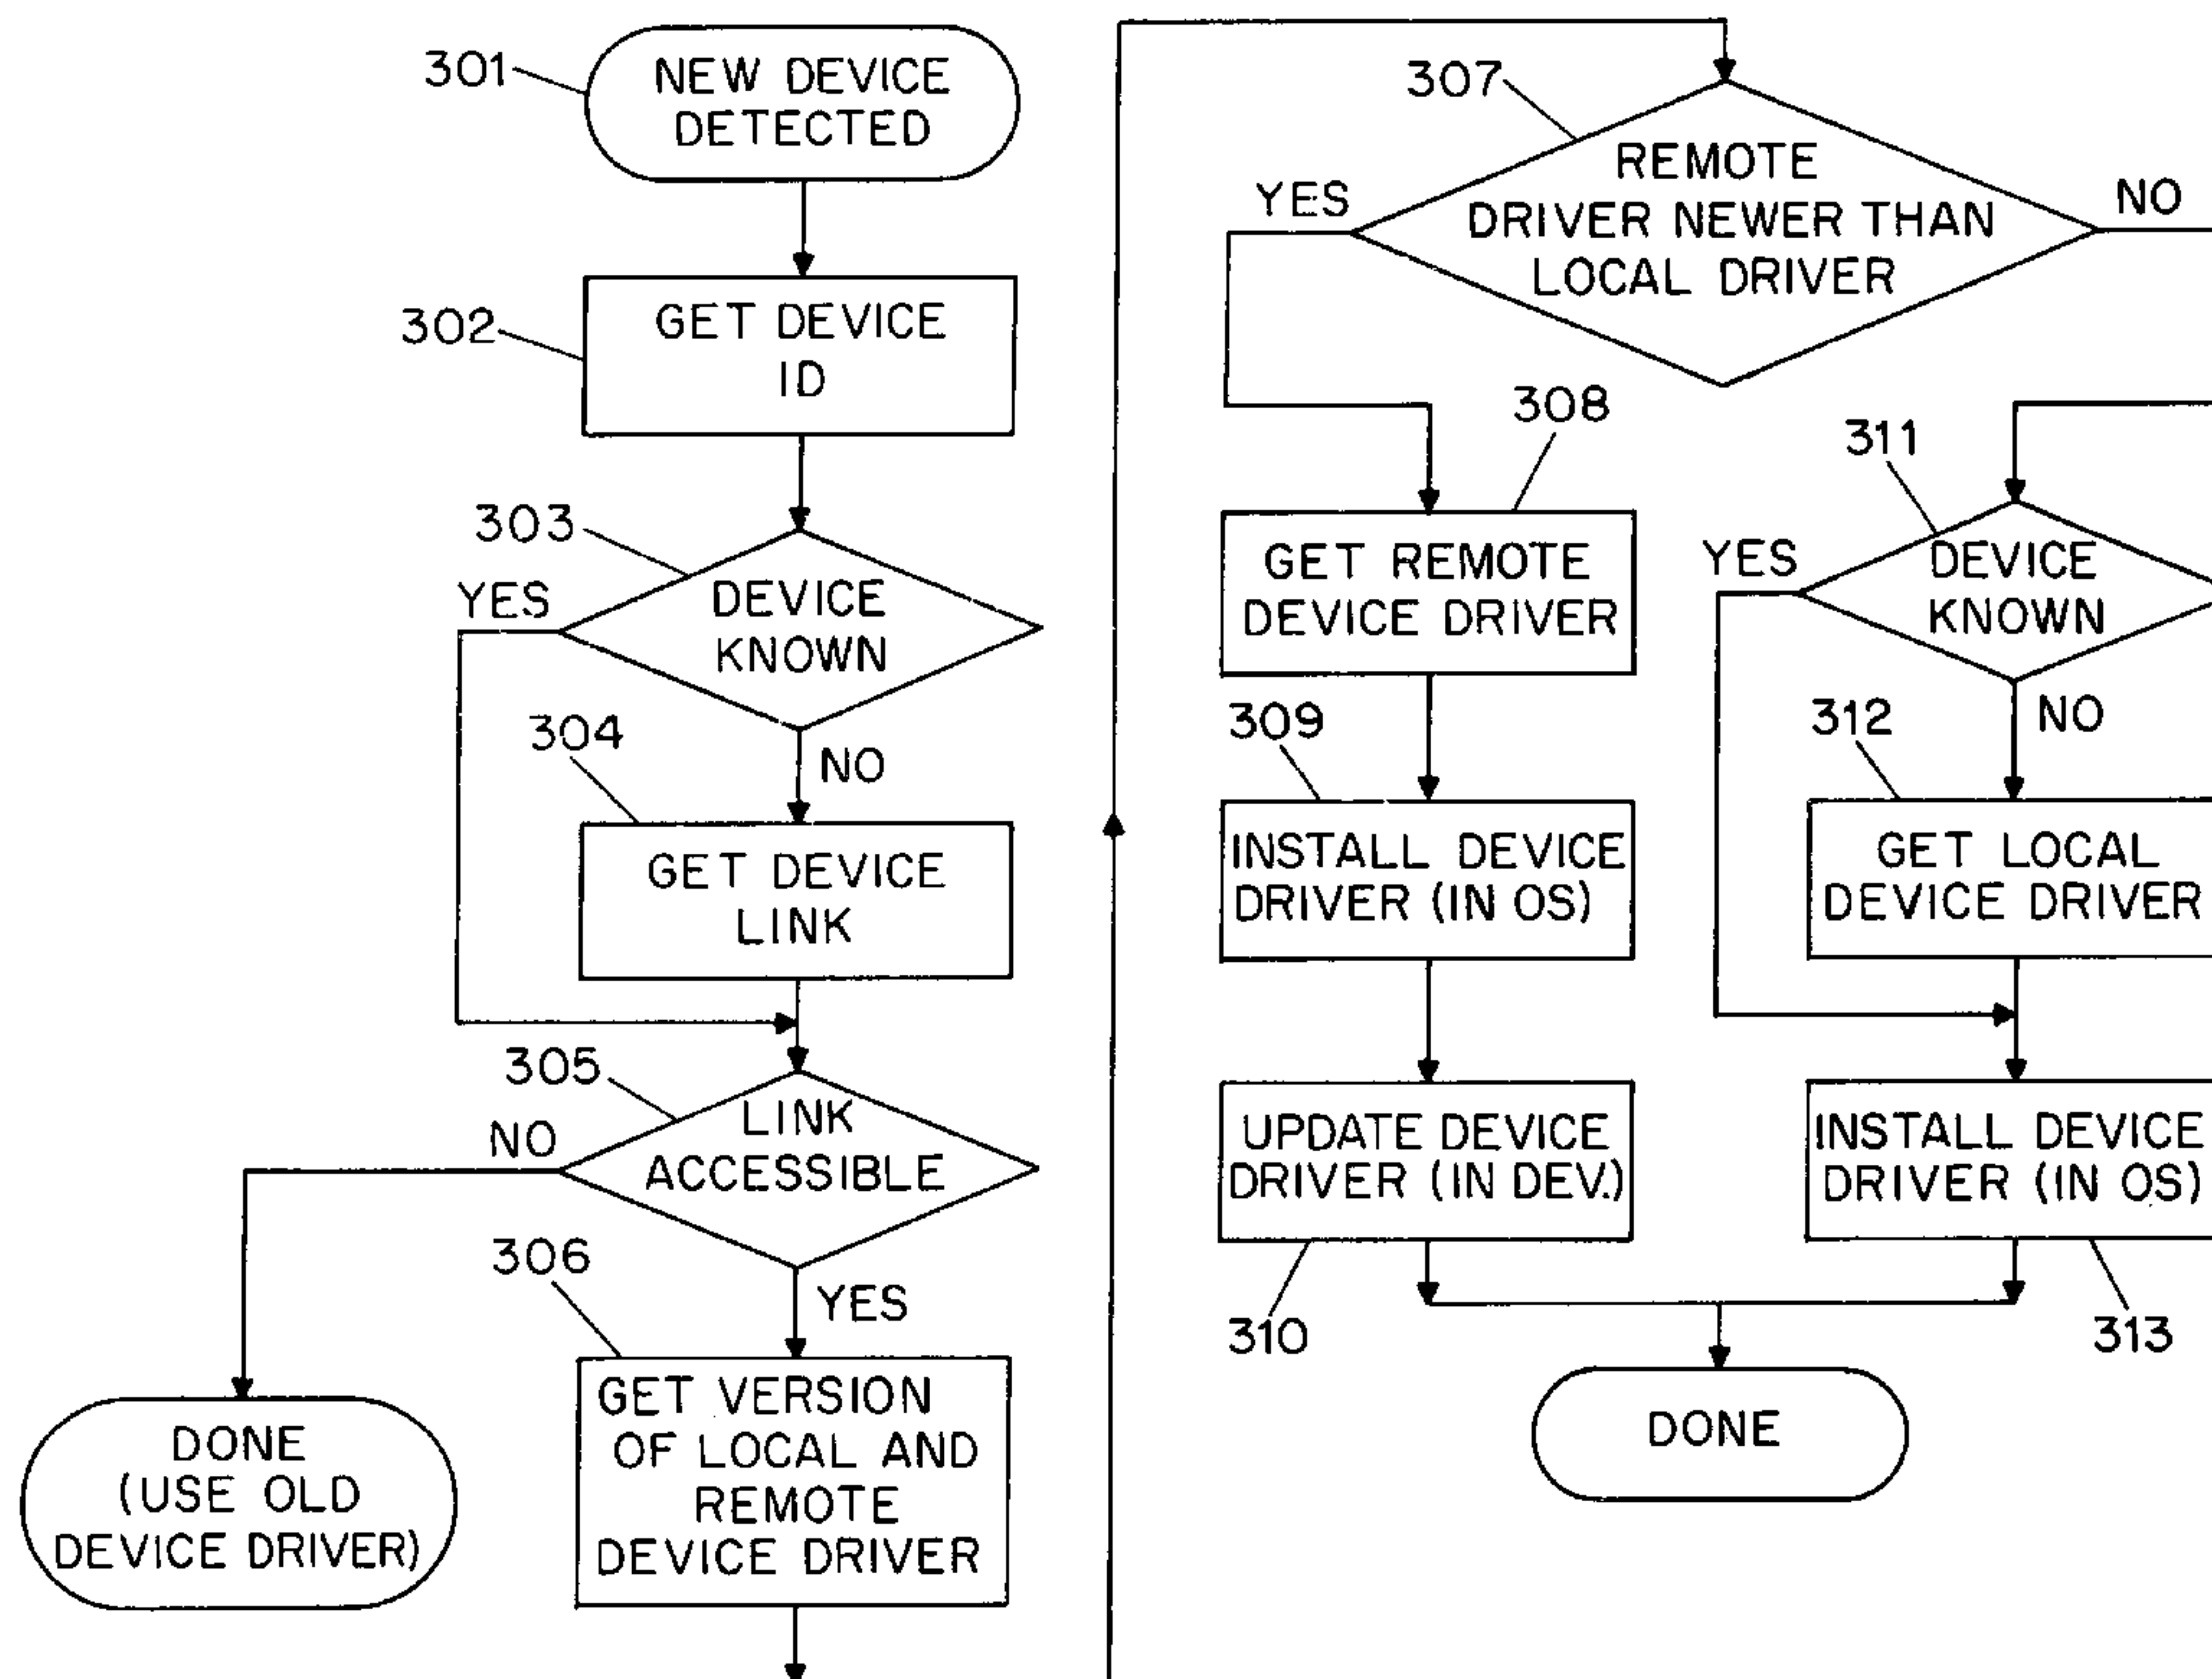 301
NEW DEVICE
DETECTED
302
GET DEVICE
ID
303
YES
DEVICE
KNOWN
304
NO
GET DEVICE
LINK
305
NO
LINK
ACCESSIBLE
306
YES
DONE
(USE OLD
DEVICE DRIVER)
GET VERSION
OF LOCAL AND
REMOTE
DEVICE DRIVER
307
YES
REMOTE
DRIVER NEWER THAN
LOCAL DRIVER
NO
308
GET REMOTE
DEVICE DRIVER
309
INSTALL DEVICE
DRIVER (IN OS)
UPDATE DEVICE
DRIVER (IN DEV.)
310
311
YES
DEVICE
KNOWN
312
NO
GET LOCAL
DEVICE DRIVER
INSTALL DEVICE
DRIVER (IN OS)
313
DONE